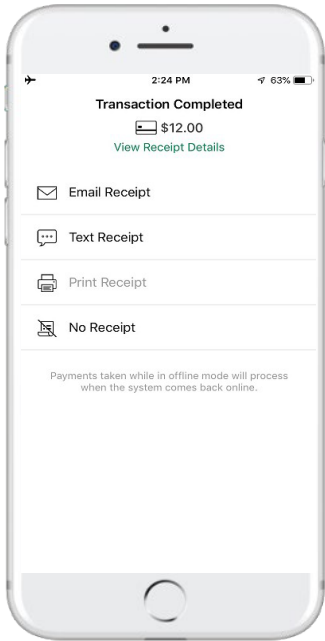 2:24 PM
63%
Transaction Completed
$12.00
View Receipt Details
Email Receipt
Text Receipt
Print Receipt
No Receipt
Payments taken while in offline mode will process
when the system comes back online.